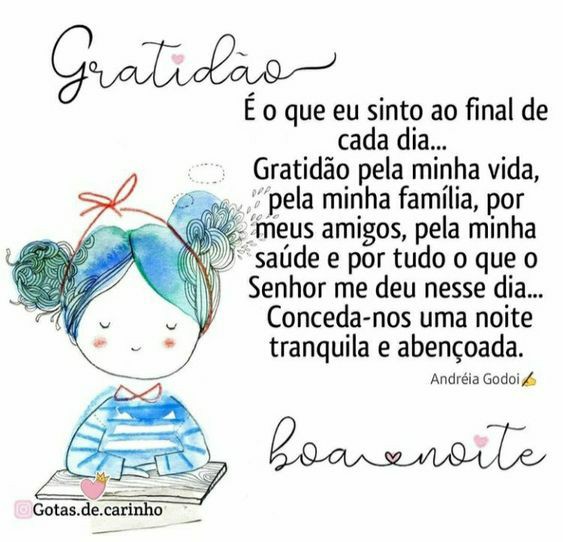 Gratidão
É o que eu sinto ao final de
cada dia...
Gratidão pela minha vida,
pela minha família, por
meus amigos, pela minha
saúde e por tudo o que o
Senhor me deu nesse dia...
Conceda-nos uma noite
tranquila e abençoada.
Andréia Godoi✍
boa noite
Gotas.de.carinho